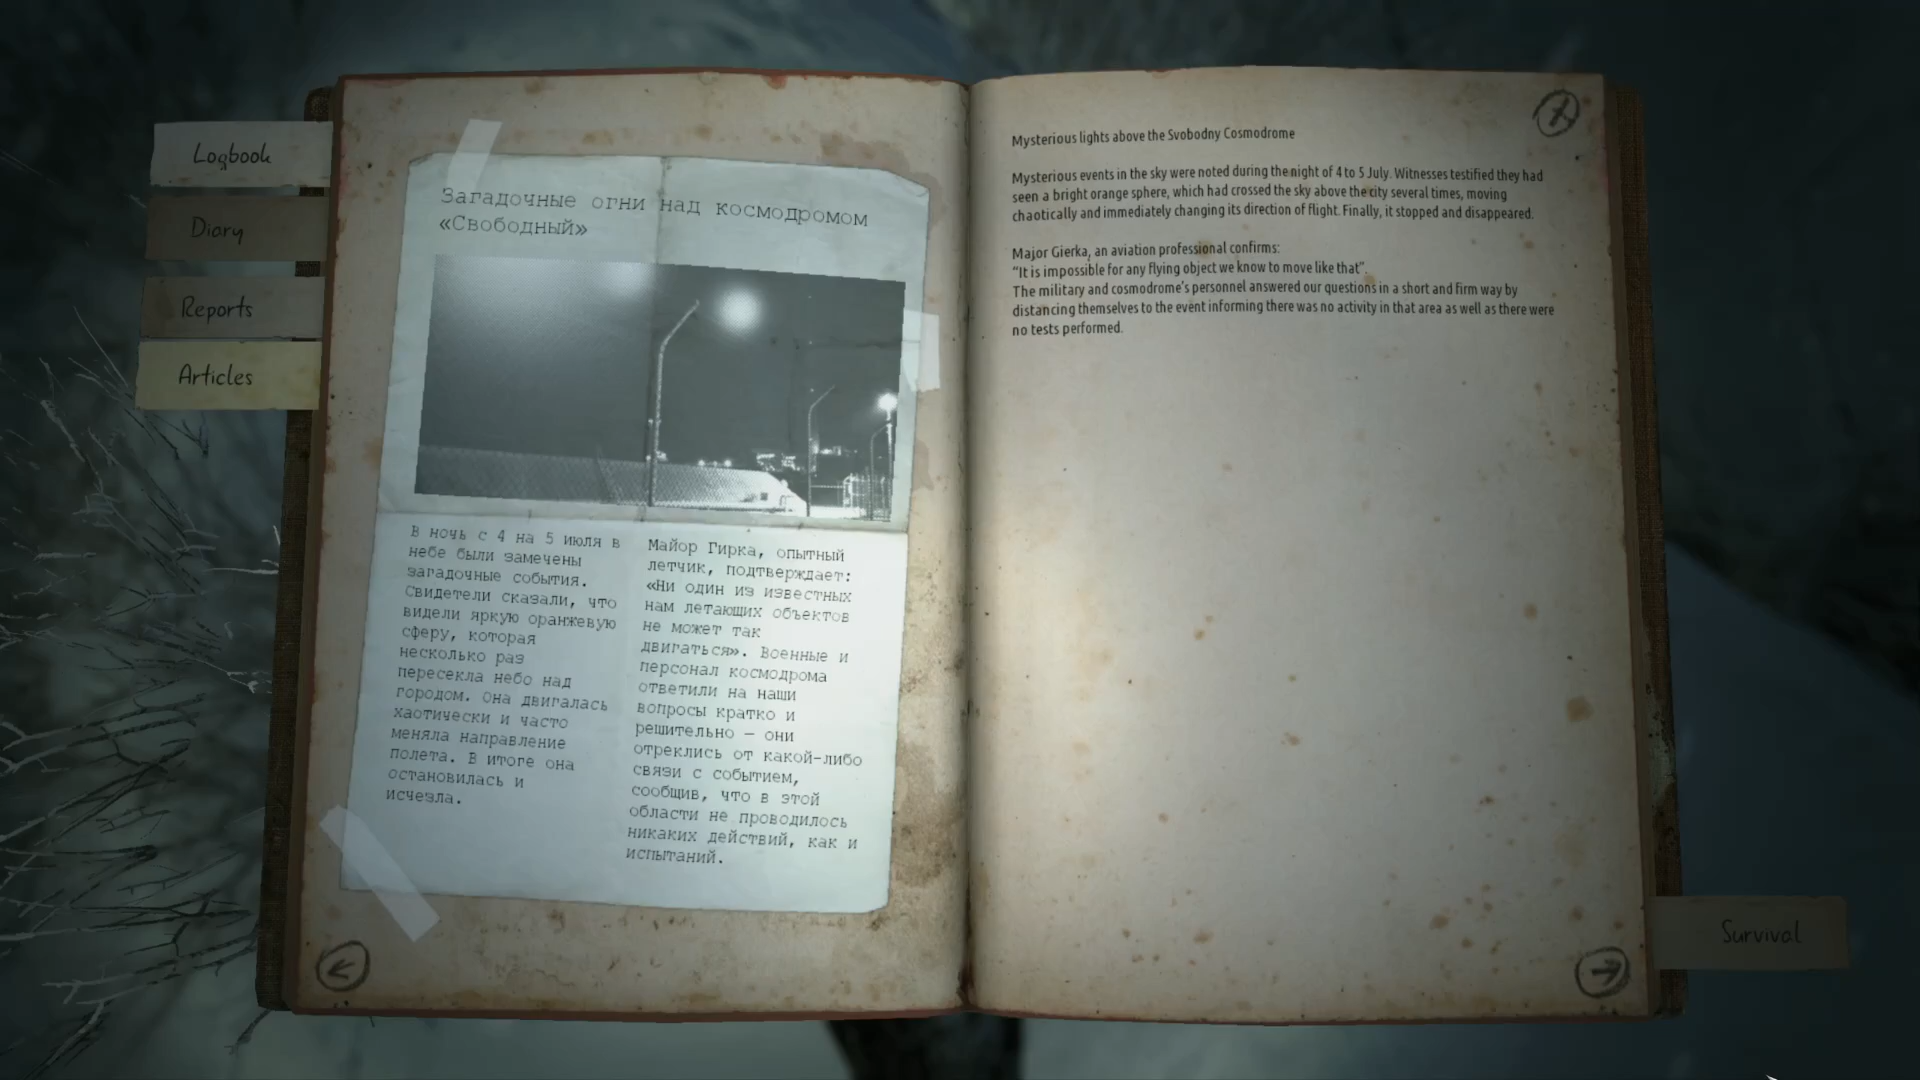 Logbook
Diary
Reports
Articles
Загадочные огни над космодромом
«Свободный»
В ночь с 4 на 5 июля в
небе были замечены
загадочные события.
Свидетели сказали, что
видели яркую оранжевую
сферу, которая
несколько раз
пересекла небо над
городом. Она двигалась
хаотически и часто
меняла направление
полета. В итоге она
остановилась и
исчезла.
Майор Гирка, опытный
летчик, подтверждает:
«Ни один из известных
нам летающих объектов
не может так
двигаться». Военные и
персонал космодрома
ответили на наши
вопросы кратко и
решительно – они
отреклись от какой-либо
связи с событием,
сообщив, что в этой
области не проводилось
никаких действий, как и
испытаний.
Mysterious lights above the Svobodny Cosmodrome
Mysterious events in the sky were noted during the night of 4 to 5 July. Witnesses testified they had
seen a bright orange sphere, which had crossed the sky above the city several times, moving
chaotically and immediately changing its direction of flight. Finally, it stopped and disappeared.
Major Gierka, an aviation professional confirms:
“It is impossible for any flying object we know to move like that”.
The military and cosmodrome's personnel answered our questions in a short and firm way by
distancing themselves to the event informing there was no activity in that area as well as there were
no tests performed.
Survival